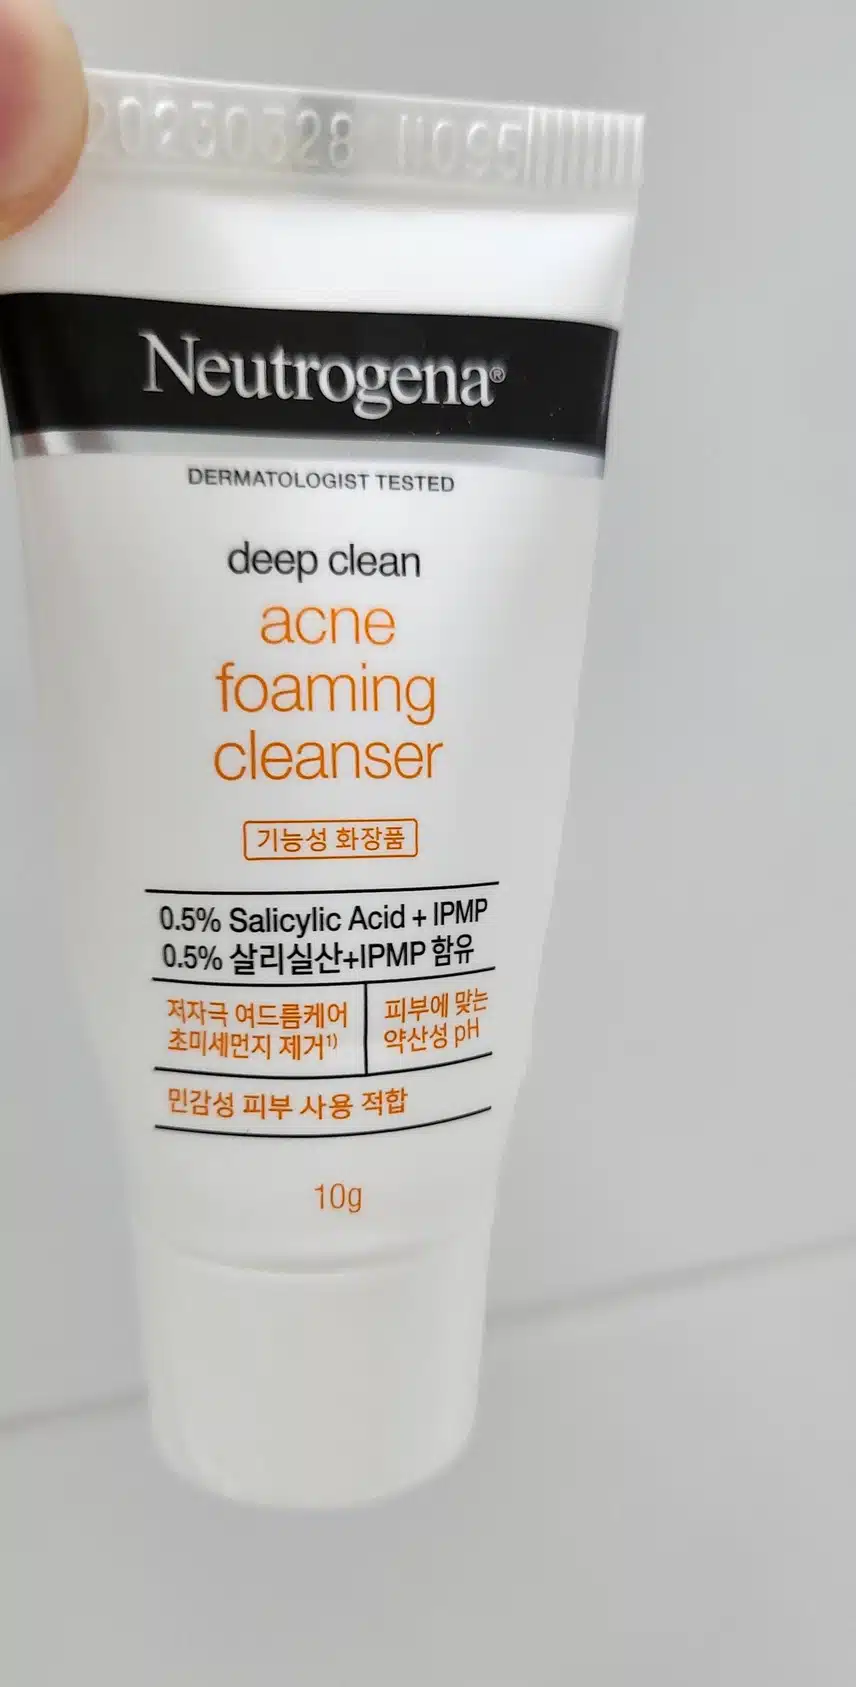 20230328 11095
Neutrogena®
DERMATOLOGIST TESTED
deep clean
acne
foaming
cleanser
기능성 화장품
0.5% Salicylic Acid + IPMP
0.5% 살리실산+IPMP 함유
저자극 여드름케어
초미세먼지 제거¹⁾
피부에 맞는
약산성 pH
민감성 피부 사용 적합
10g